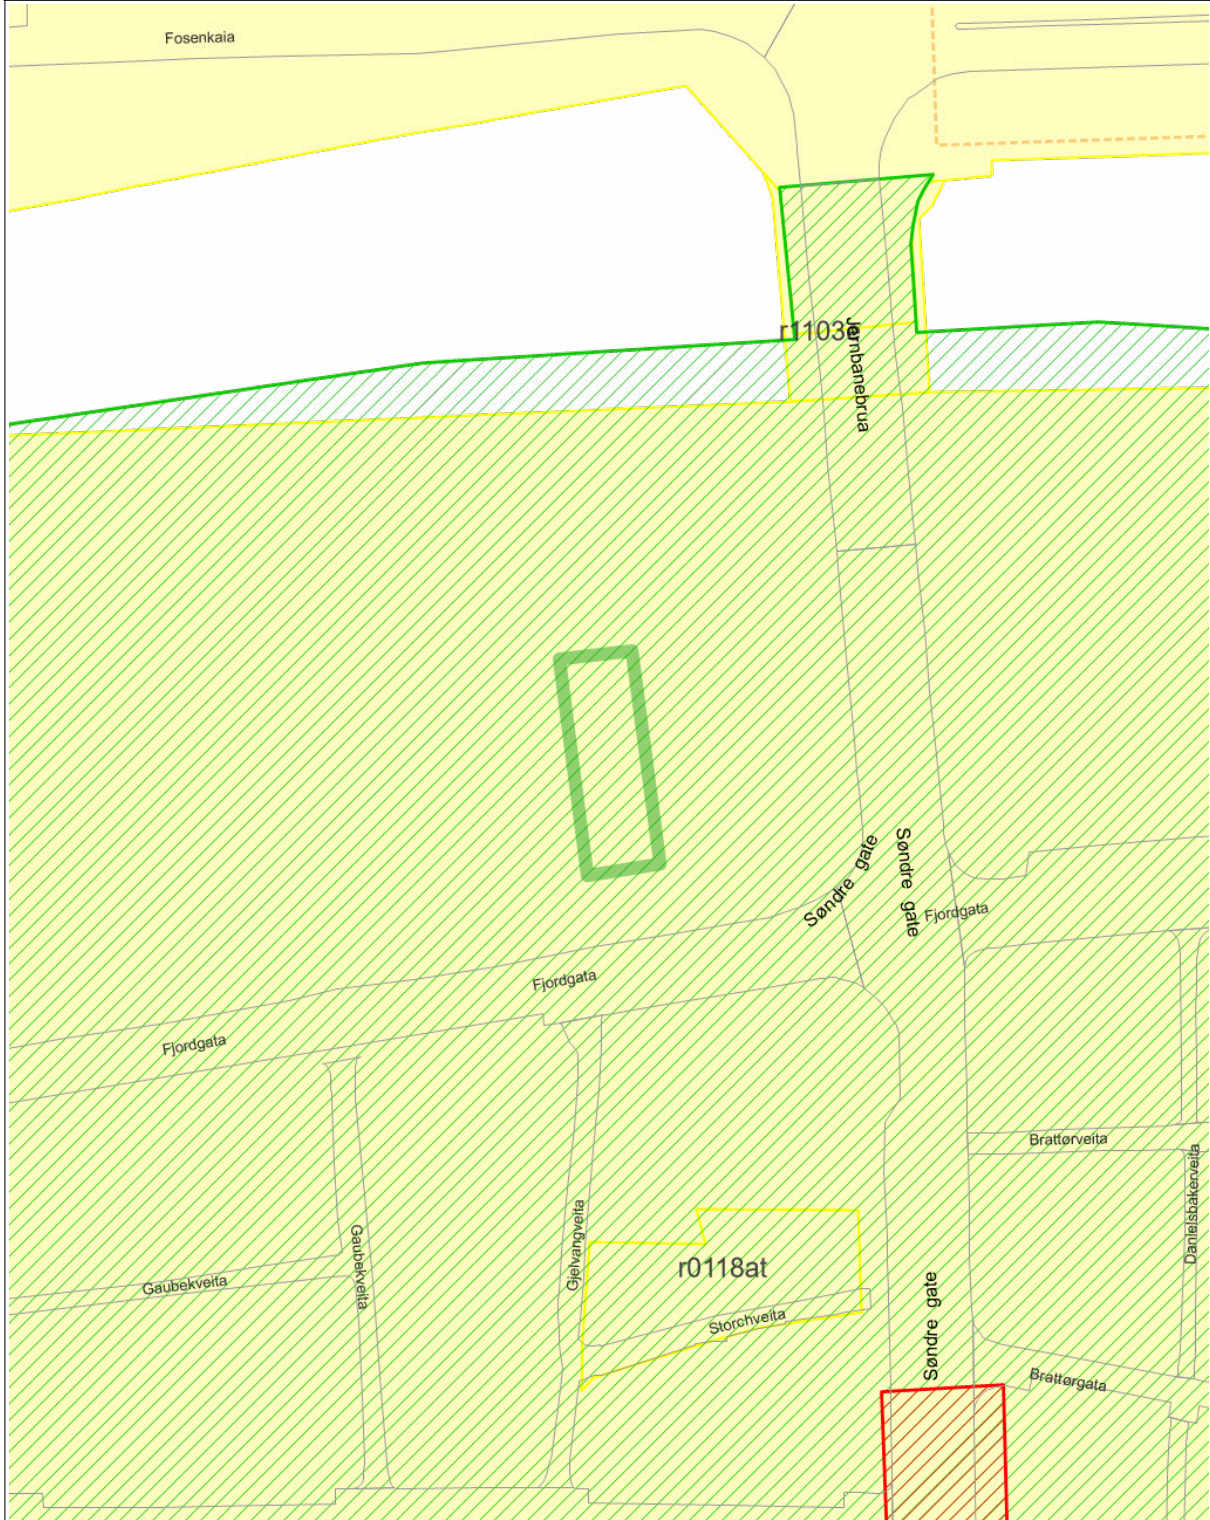 Fosenkaia
r1103
Jernbanebrua
Søndre gate
Søndre gate
Fjordgata
Fjordgata
Fjordgata
Brattørveita
Danielsbakerveita
Gaubekveita
Gjelvangveita
r0118at
Gaubekveita
Storchveita
Søndre gate
Brattørgata